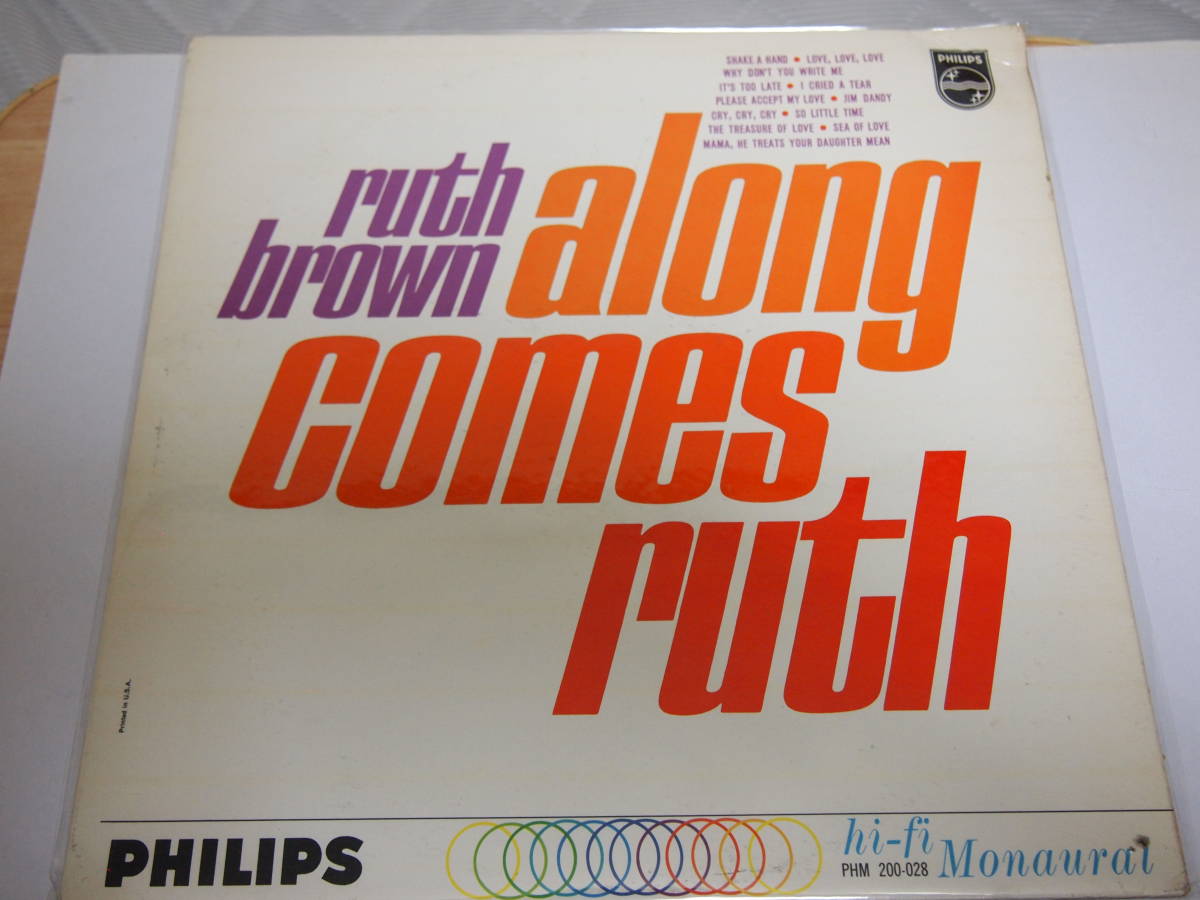 SHAKE A HAND • LOVE, LOVE, LOVE
WHY DON'T YOU WRITE ME
IT'S TOO LATE • I CRIED A TEAR
PLEASE ACCEPT MY LOVE • JIM DANDY
CRY, CRY, CRY • SO LITTLE TIME
THE TREASURE OF LOVE • SEA OF LOVE
MAMA, HE TREATS YOUR DAUGHTER MEAN
PHILIPS
ruth
brown
along
comes
ruth
Printed in U.S.A.
PHILIPS
hi-fi
PHM 200-028
Monaural